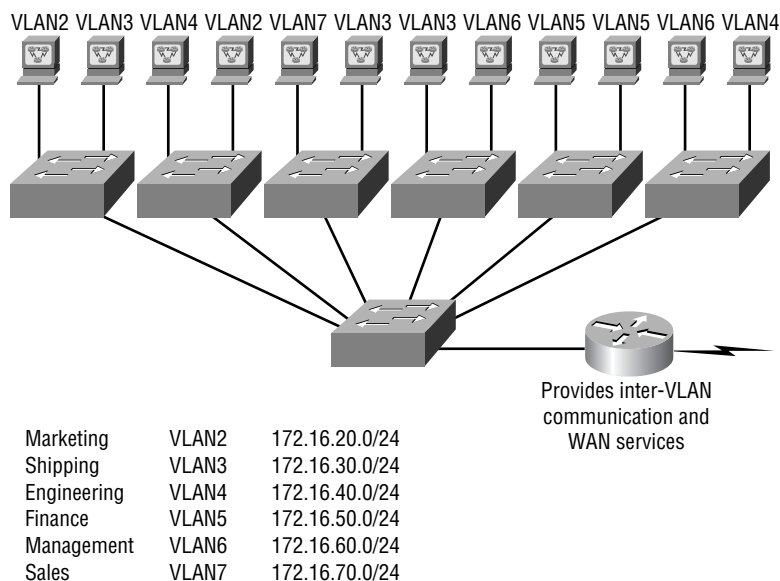 VLAN2 VLAN3 VLAN4 VLAN2 VLAN7 VLAN3 VLAN3 VLAN6 VLAN5 VLAN5 VLAN6 VLAN4
Provides inter-VLAN
communication and
WAN services
Marketing VLAN2 172.16.20.0/24
Shipping VLAN3 172.16.30.0/24
Engineering VLAN4 172.16.40.0/24
Finance VLAN5 172.16.50.0/24
Management VLAN6 172.16.60.0/24
Sales VLAN7 172.16.70.0/24